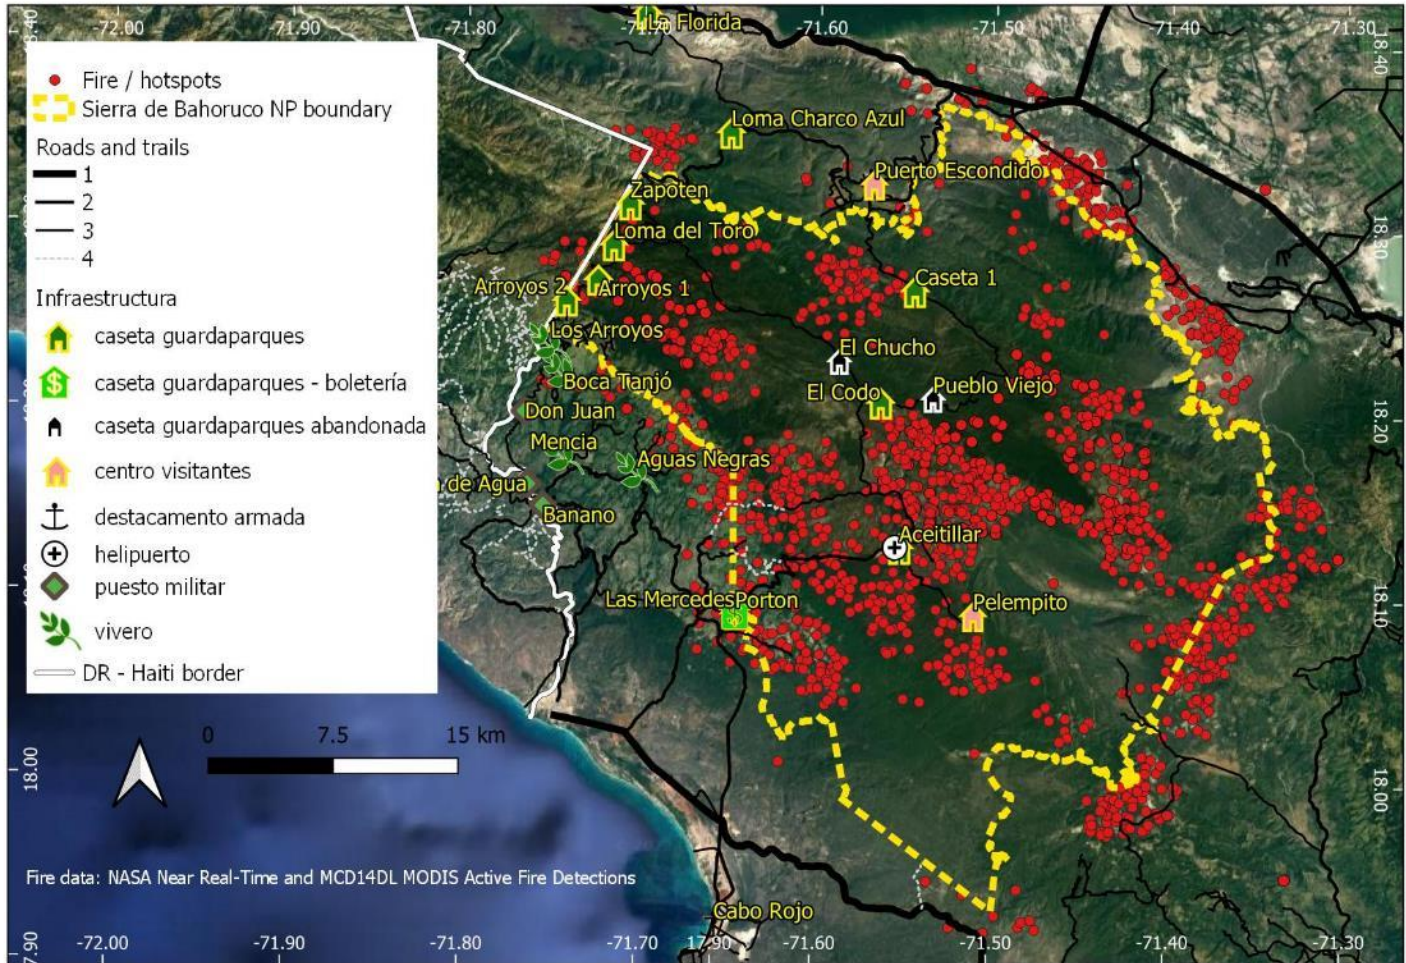 -72.00
-71.90
-71.80
-71.70
-71.60
-71.50
-71.40
-71.30
18.40
18.40
La Florida
Fire / hotspots
Sierra de Bahoruco NP boundary
Roads and trails
1
2
3
4
Infraestructura
caseta guardaparques
caseta guardaparques - boletería
caseta guardaparques abandonada
centro visitantes
destacamento armada
helipuerto
puesto militar
vivero
DR - Haiti border
Loma Charco Azul
Puerto Escondido
Zapoten
Loma del Toro
18.30
Arroyos 2
Arroyos 1
Caseta 1
Los Arroyos
El Chucho
Boca Tanjó
El Codo
Pueblo Viejo
Don Juan
18.20
Mencia
Aguas Negras
de Agua
Banano
Aceitillar
Las Mercedes
Porton
Pelempito
18.10
0
7.5
15 km
18.00
18.00
Fire data: NASA Near Real-Time and MCD14DL MODIS Active Fire Detections
Cabo Rojo
7.90
-72.00
-71.90
-71.80
-71.70
17.90
-71.60
-71.50
-71.40
-71.30